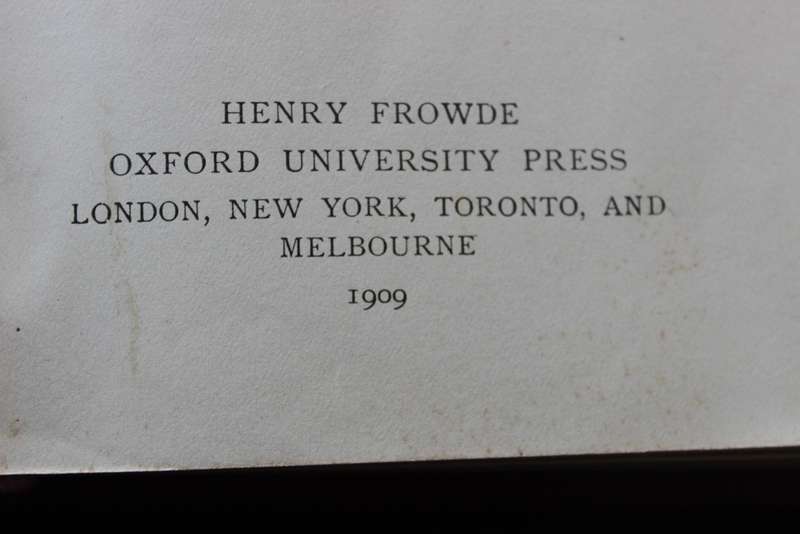 HENRY FROWDE
OXFORD UNIVERSITY PRESS
LONDON, NEW YORK, TORONTO, AND
MELBOURNE
1909